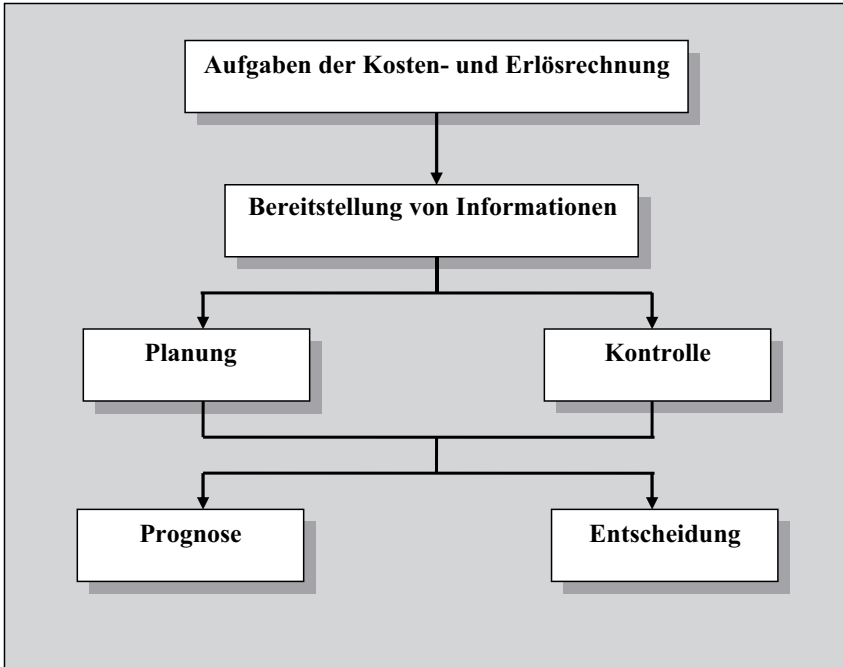 Aufgaben der Kosten- und Erlösrechnung
Bereitstellung von Informationen
Planung
Kontrolle
Prognose
Entscheidung